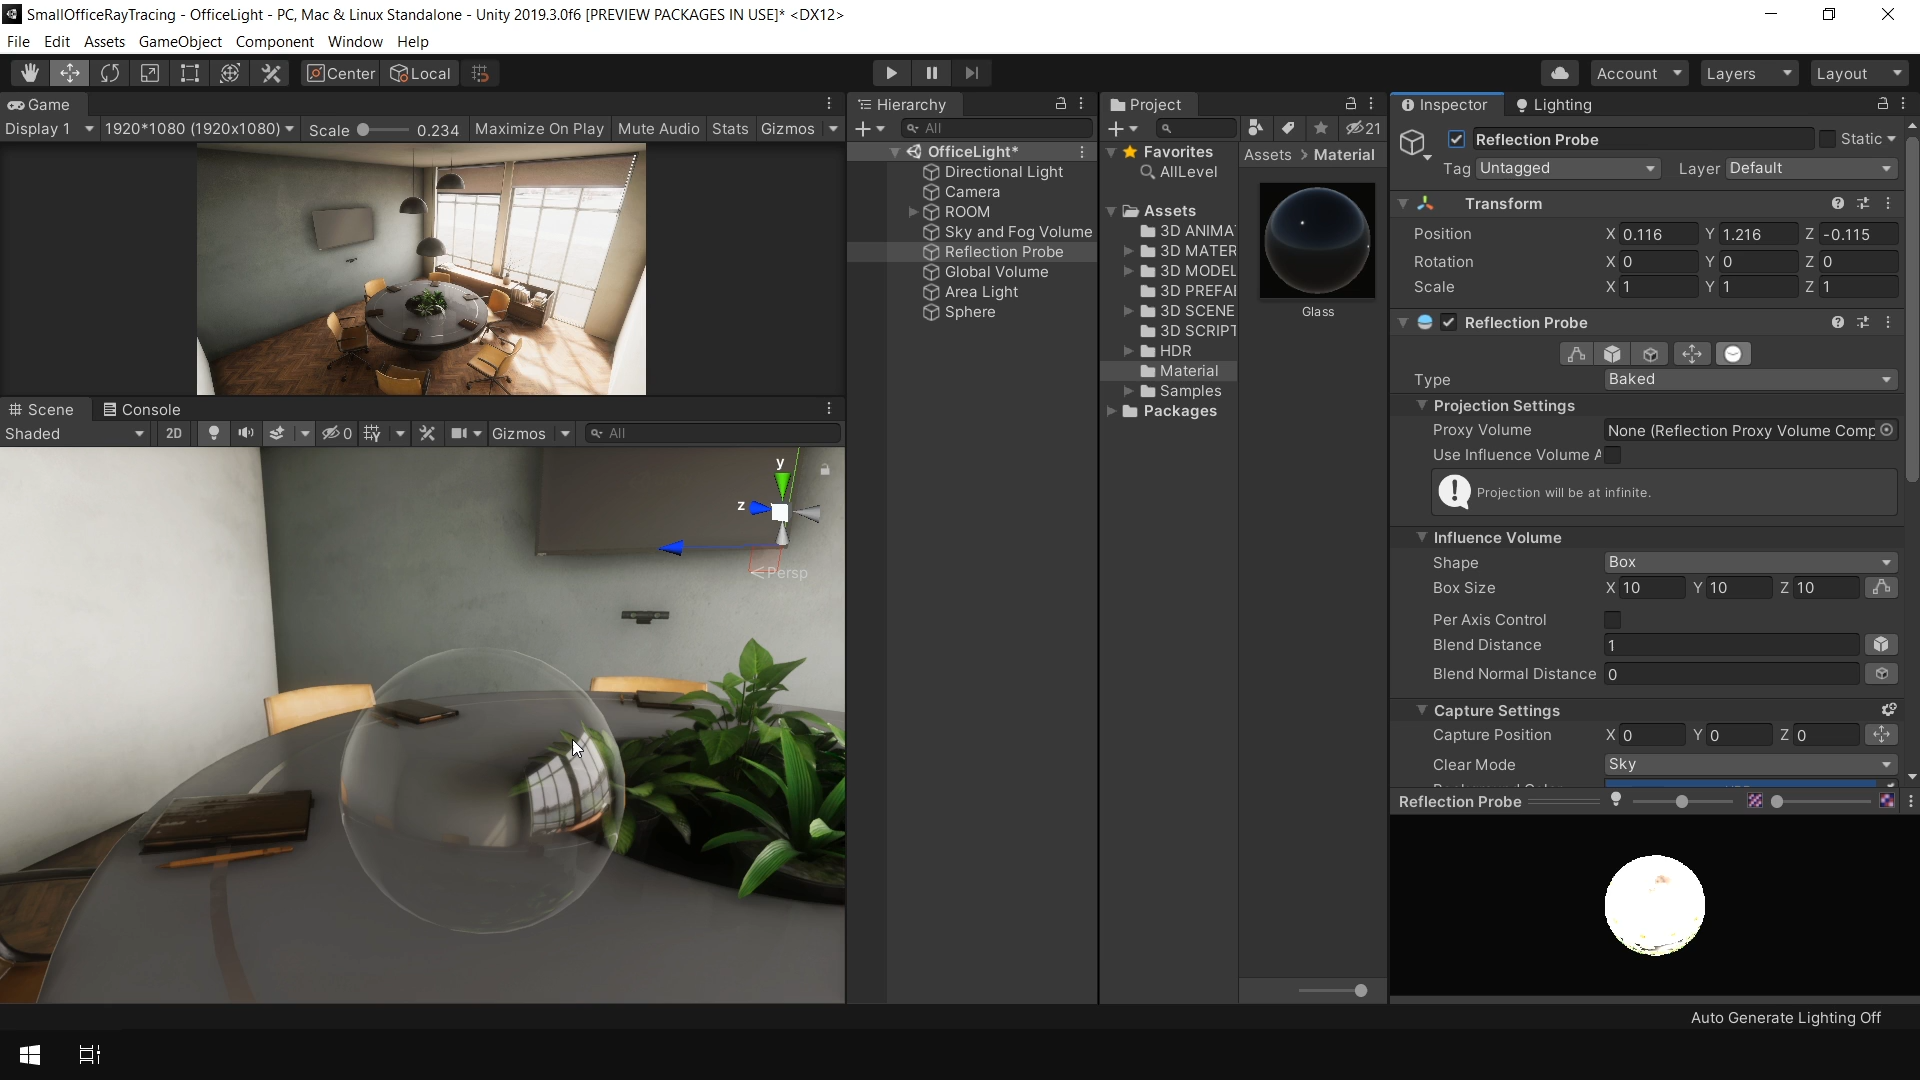 SmallOfficeRayTracing - OfficeLight - PC, Mac & Linux Standalone - Unity 2019.3.0f6 [PREVIEW PACKAGES IN USE]* <DX12>
File Edit Assets GameObject Component Window Help
Center Local Account Layers Layout
Game
Display 1 1920*1080 (1920x1080) Scale 0.234 Maximize On Play Mute Audio Stats Gizmos
Scene Console
Shaded 2D 0 Gizmos All
y
z
Persp
Hierarchy
All
OfficeLight*
Directional Light
Camera
ROOM
Sky and Fog Volume
Reflection Probe
Global Volume
Area Light
Sphere
Project
21
Favorites
AllLevel
Assets
3D ANIMA
3D MATER
3D MODEL
3D PREFA
3D SCENE
3D SCRIPT
HDR
Material
Samples
Packages
Assets > Material
Glass
Inspector Lighting
Reflection Probe Static
Tag Untagged Layer Default
Transform
Position X 0.116 Y 1.216 Z -0.115
Rotation X 0 Y 0 Z 0
Scale X 1 Y 1 Z 1
Reflection Probe
Type Baked
Projection Settings
Proxy Volume None (Reflection Proxy Volume Comp
Use Influence Volume A
Projection will be at infinite.
Influence Volume
Shape Box
Box Size X 10 Y 10 Z 10
Per Axis Control
Blend Distance 1
Blend Normal Distance 0
Capture Settings
Capture Position X 0 Y 0 Z 0
Clear Mode Sky
Reflection Probe
Auto Generate Lighting Off